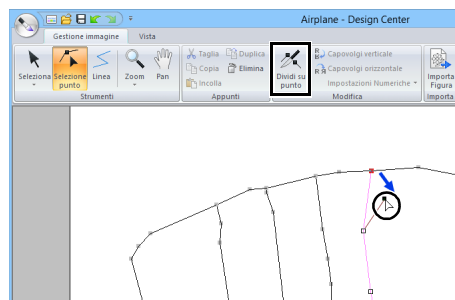 Airplane - Design Center
Gestione immagine Vista
Seleziona Selezione punto Linea Zoom Pan
Strumenti
Taglia Duplica
Copia Elimina
Incolla
Appunti
Dividi su punto
Capovolgi verticale
Capovolgi orizzontale
Impostazioni Numeriche
Modifica
Importa Figura
Importa